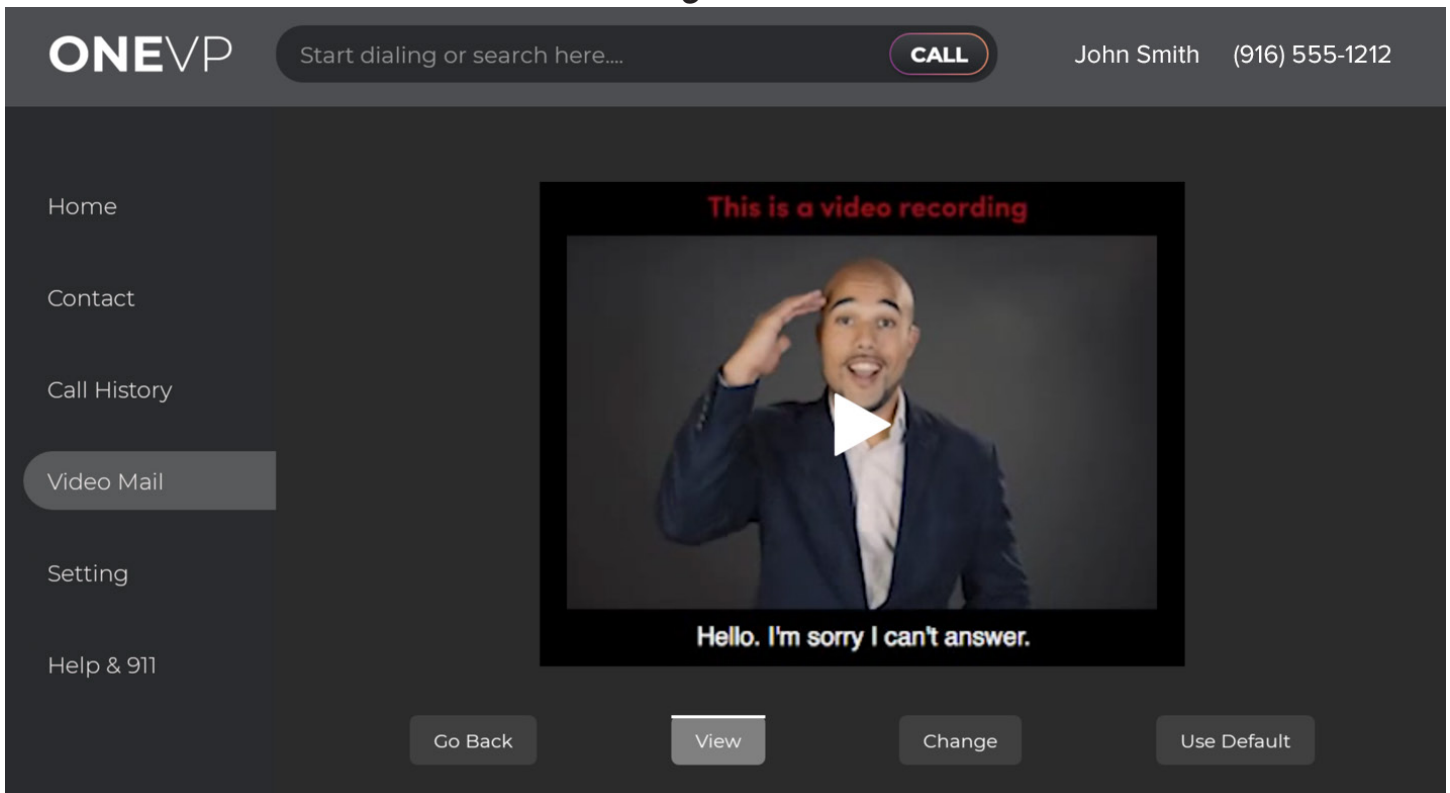 ONEVP
Start dialing or search here....
CALL
John Smith (916) 555-1212
Home
Contact
Call History
Video Mail
Setting
Help & 911
This is a video recording
Hello. I'm sorry I can't answer.
Go Back
View
Change
Use Default